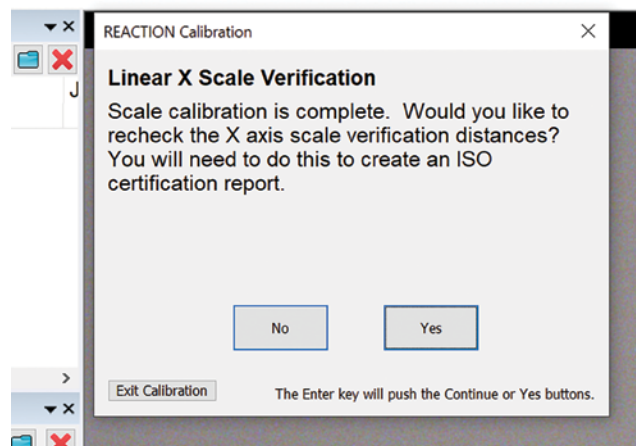 REACTION Calibration
Linear X Scale Verification
Scale calibration is complete.  Would you like to
recheck the X axis scale verification distances?
You will need to do this to create an ISO
certification report.
No
Yes
Exit Calibration
The Enter key will push the Continue or Yes buttons.